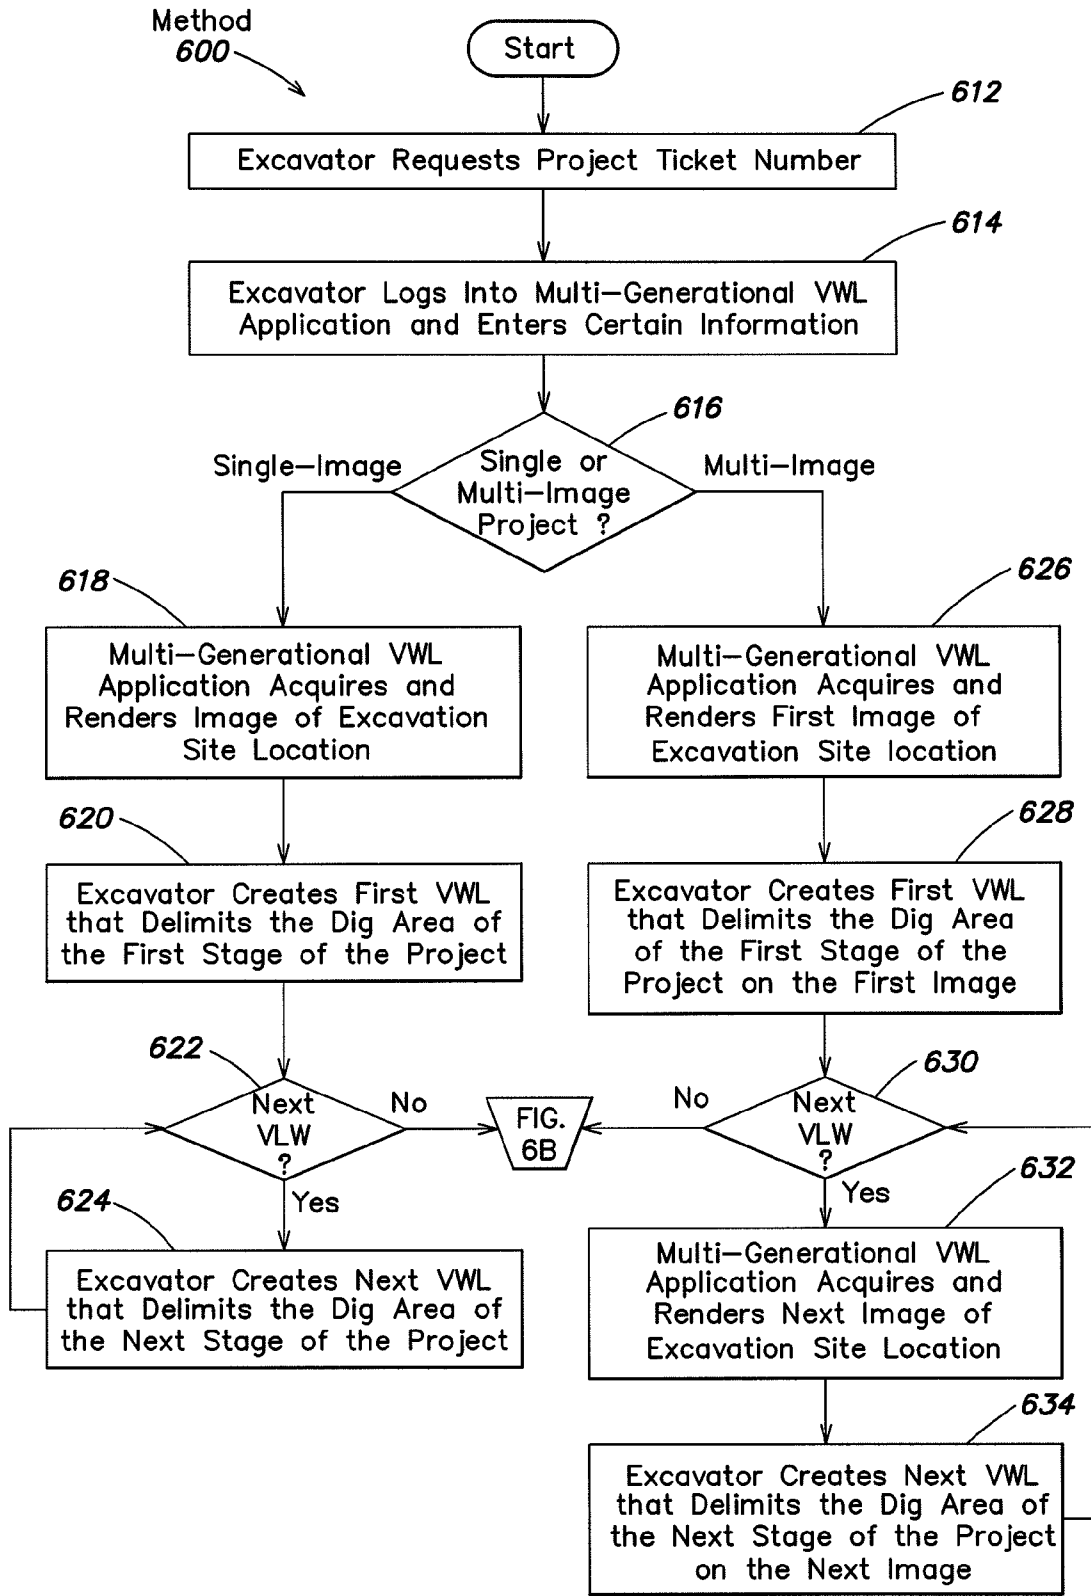 Method
600
Start
612
Excavator Requests Project Ticket Number
614
Excavator Logs Into Multi-Generational VWL
Application and Enters Certain Information
616
Single-Image
Single or
Multi-Image
Project ?
Multi-Image
618
Multi-Generational VWL
Application Acquires and
Renders Image of Excavation
Site Location
626
Multi-Generational VWL
Application Acquires and
Renders First Image of
Excavation Site location
620
Excavator Creates First VWL
that Delimits the Dig Area of
the First Stage of the Project
628
Excavator Creates First VWL
that Delimits the Dig Area
of the First Stage of the
Project on the First Image
622
Next
VLW
?
No
Yes
FIG.
6B
630
No
Next
VLW
?
Yes
624
Excavator Creates Next VWL
that Delimits the Dig Area of
the Next Stage of the Project
632
Multi-Generational VWL
Application Acquires and
Renders Next Image of
Excavation Site Location
634
Excavator Creates Next VWL
that Delimits the Dig Area of
the Next Stage of the Project
on the Next Image